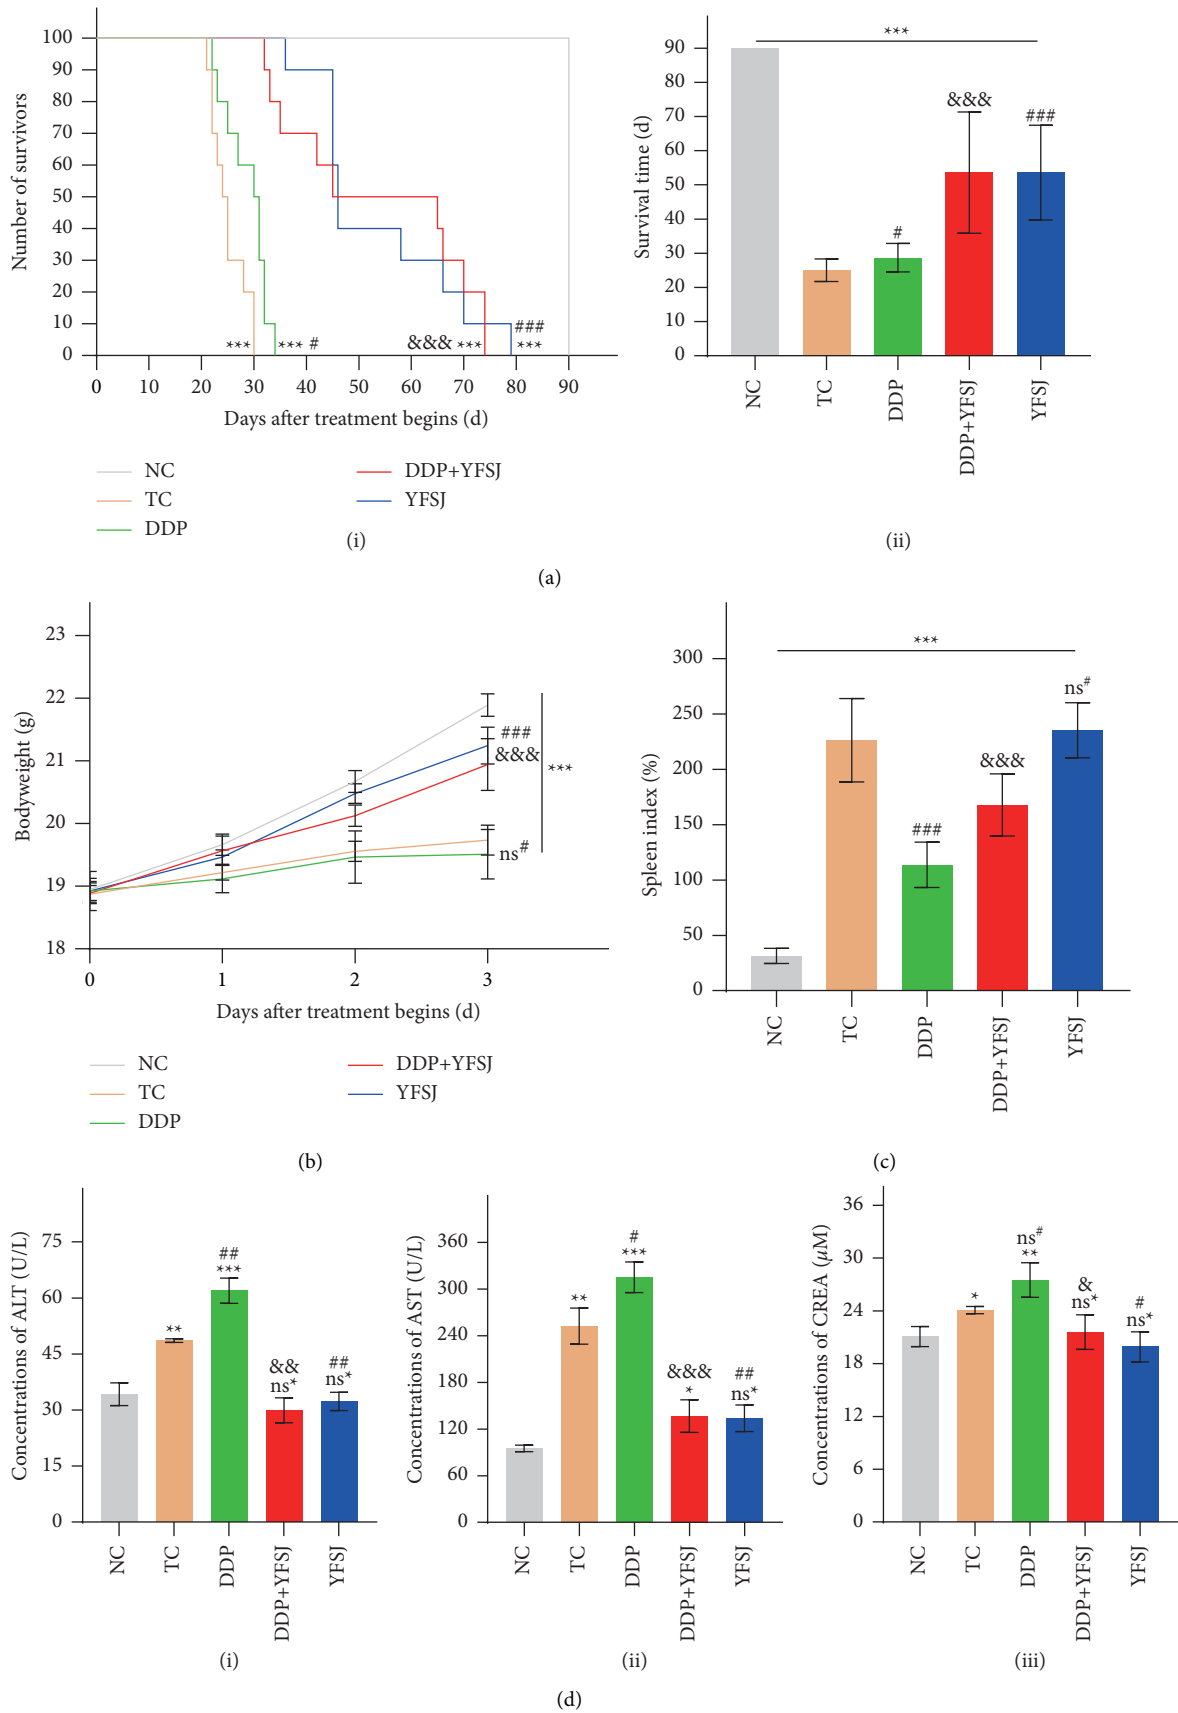 100
90
80
70
60
50
40
30
20
10
0
Number of survivors
*** *** # &&& *** ### ***
0 10 20 30 40 50 60 70 80 90
Days after treatment begins (d)
NC
TC
DDP
DDP+YFSJ
YFSJ
(i)
90
80
70
60
50
40
30
20
10
0
Survival time (d)
***
#
&&&
###
NC TC DDP DDP+YFSJ YFSJ
(ii)
(a)
23
22
21
20
19
18
Bodyweight (g)
###
&&&
***
ns#
0 1 2 3
Days after treatment begins (d)
NC
TC
DDP
DDP+YFSJ
YFSJ
(b)
300
250
200
150
100
50
0
Spleen index (%)
***
###
&&&
ns#
NC TC DDP DDP+YFSJ YFSJ
(c)
75
60
45
30
15
0
Concentrations of ALT (U/L)
**
##
***
&&
ns*
##
ns*
NC TC DDP DDP+YFSJ YFSJ
(i)
360
300
240
180
120
60
0
Concentrations of AST (U/L)
**
#
***
&&&
*
##
ns*
NC TC DDP DDP+YFSJ YFSJ
(ii)
36
30
24
18
12
6
0
Concentrations of CREA (μM)
*
ns#
**
&
ns*
#
ns*
NC TC DDP DDP+YFSJ YFSJ
(iii)
(d)